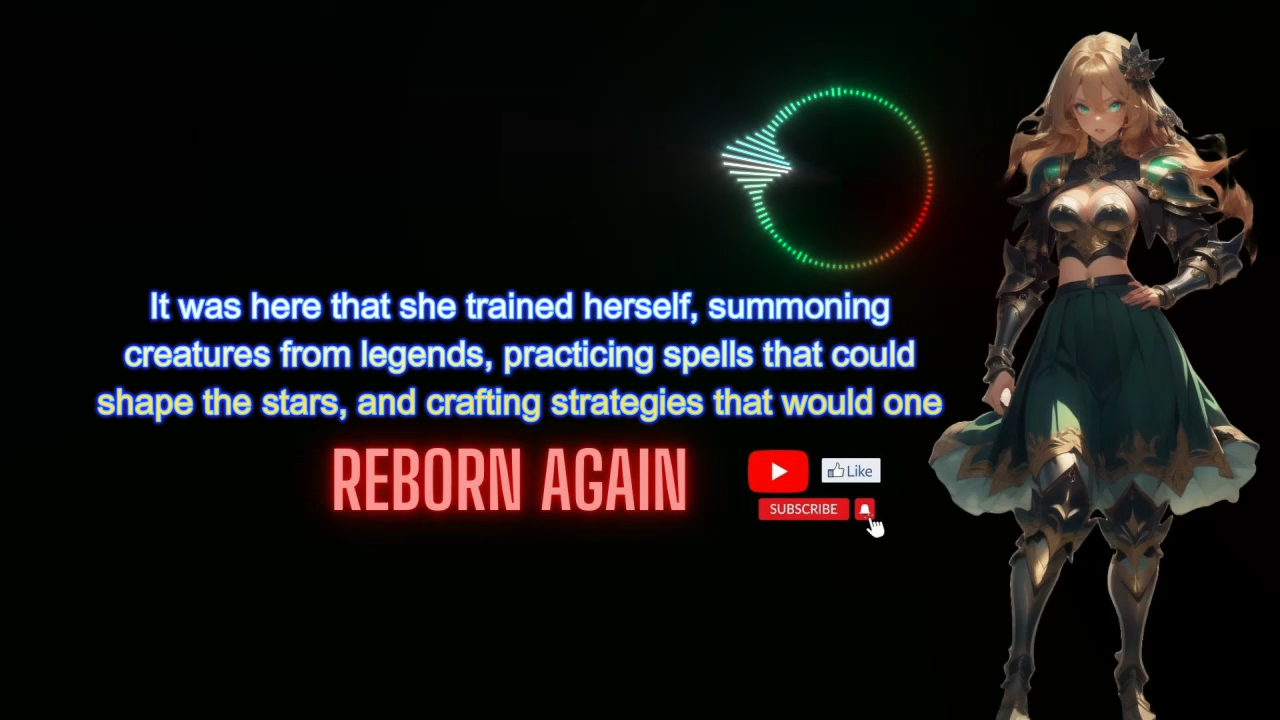 It was here that she trained herself, summoning
creatures from legends, practicing spells that could
shape the stars, and crafting strategies that would one
REBORN AGAIN
Like
SUBSCRIBE